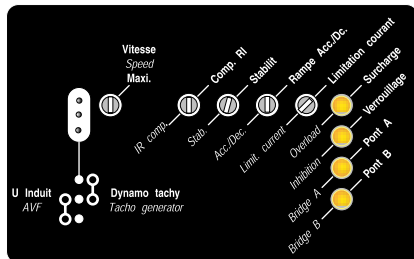 Vitesse
Speed
Maxi.
Comp. RI
IR comp.
Stabilit
Stab.
Rampe Acc./Dc.
Acc./Dec.
Limitation courant
Limit. current
Surcharge
Overload
Verrouillage
Inhibition
Pont A
Bridge A
Pont B
Bridge B
U Induit
AVF
Dynamo tachy
Tacho generator